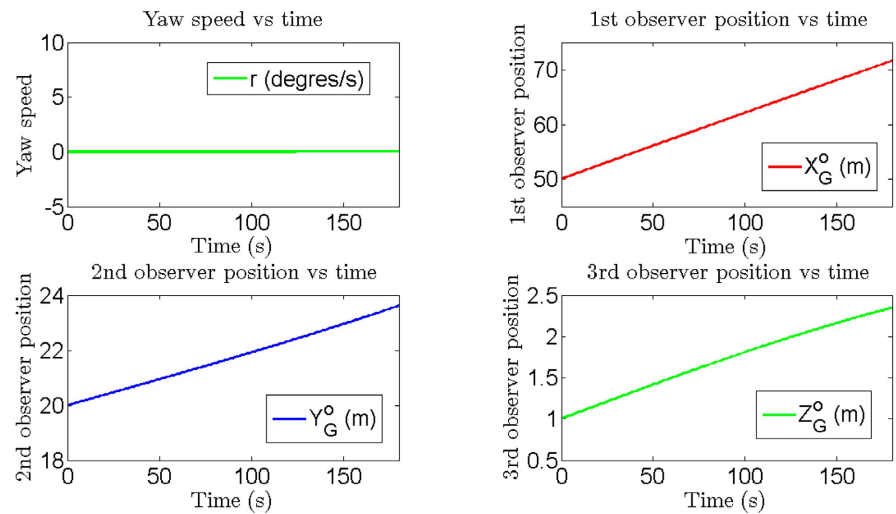 Yaw speed vs time
10
5
0
-5
Yaw speed
r (degres/s)
0 50 100 150
Time (s)
1st observer position vs time
70
60
50
1st observer position
X_G^o (m)
0 50 100 150
Time (s)
2nd observer position vs time
24
22
20
18
2nd observer position
Y_G^o (m)
0 50 100 150
Time (s)
3rd observer position vs time
2.5
2
1.5
1
0.5
3rd observer position
Z_G^o (m)
0 50 100 150
Time (s)